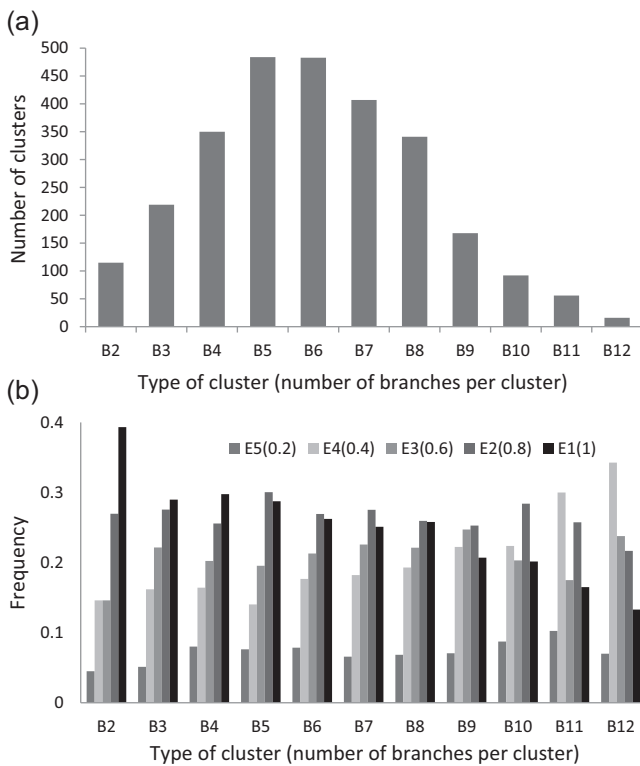 (a)
500
450
400
350
300
250
200
150
100
50
0
Number of clusters
B2 B3 B4 B5 B6 B7 B8 B9 B10 B11 B12
Type of cluster (number of branches per cluster)
(b)
0.4
0.3
0.2
0.1
0
Frequency
E5(0.2) E4(0.4) E3(0.6) E2(0.8) E1(1)
B2 B3 B4 B5 B6 B7 B8 B9 B10 B11 B12
Type of cluster (number of branches per cluster)